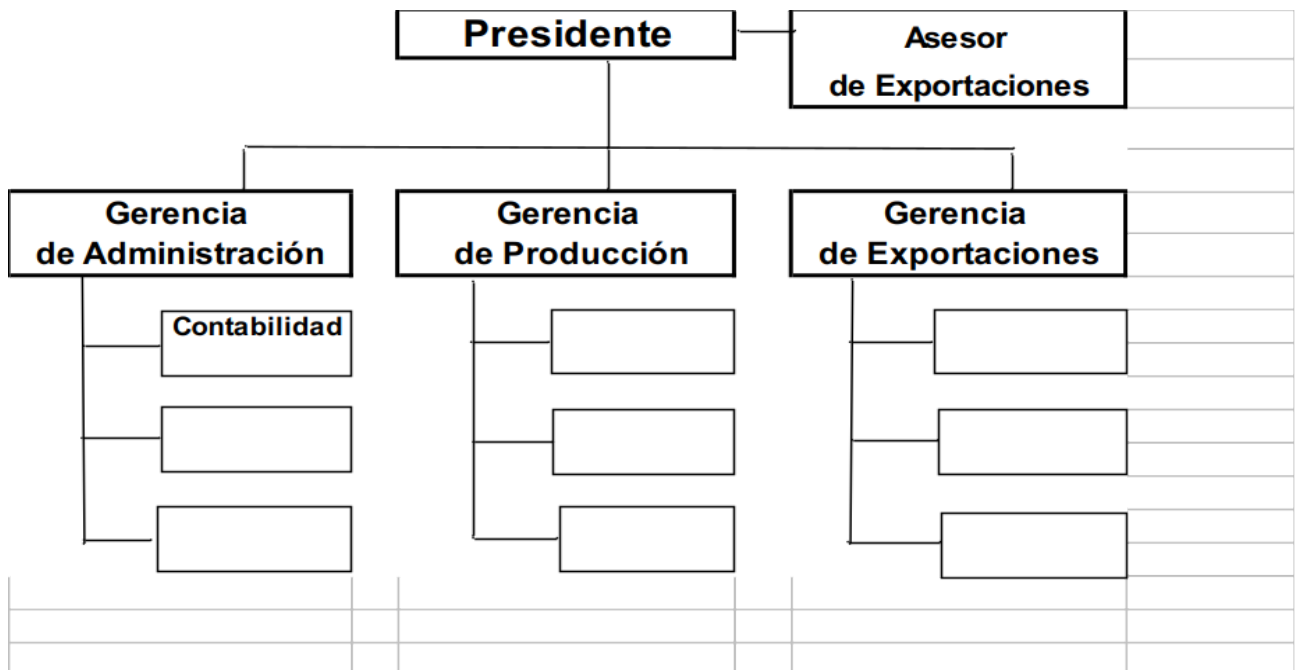 Presidente
Asesor
de Exportaciones
Gerencia
de Administración
Gerencia
de Producción
Gerencia
de Exportaciones
Contabilidad